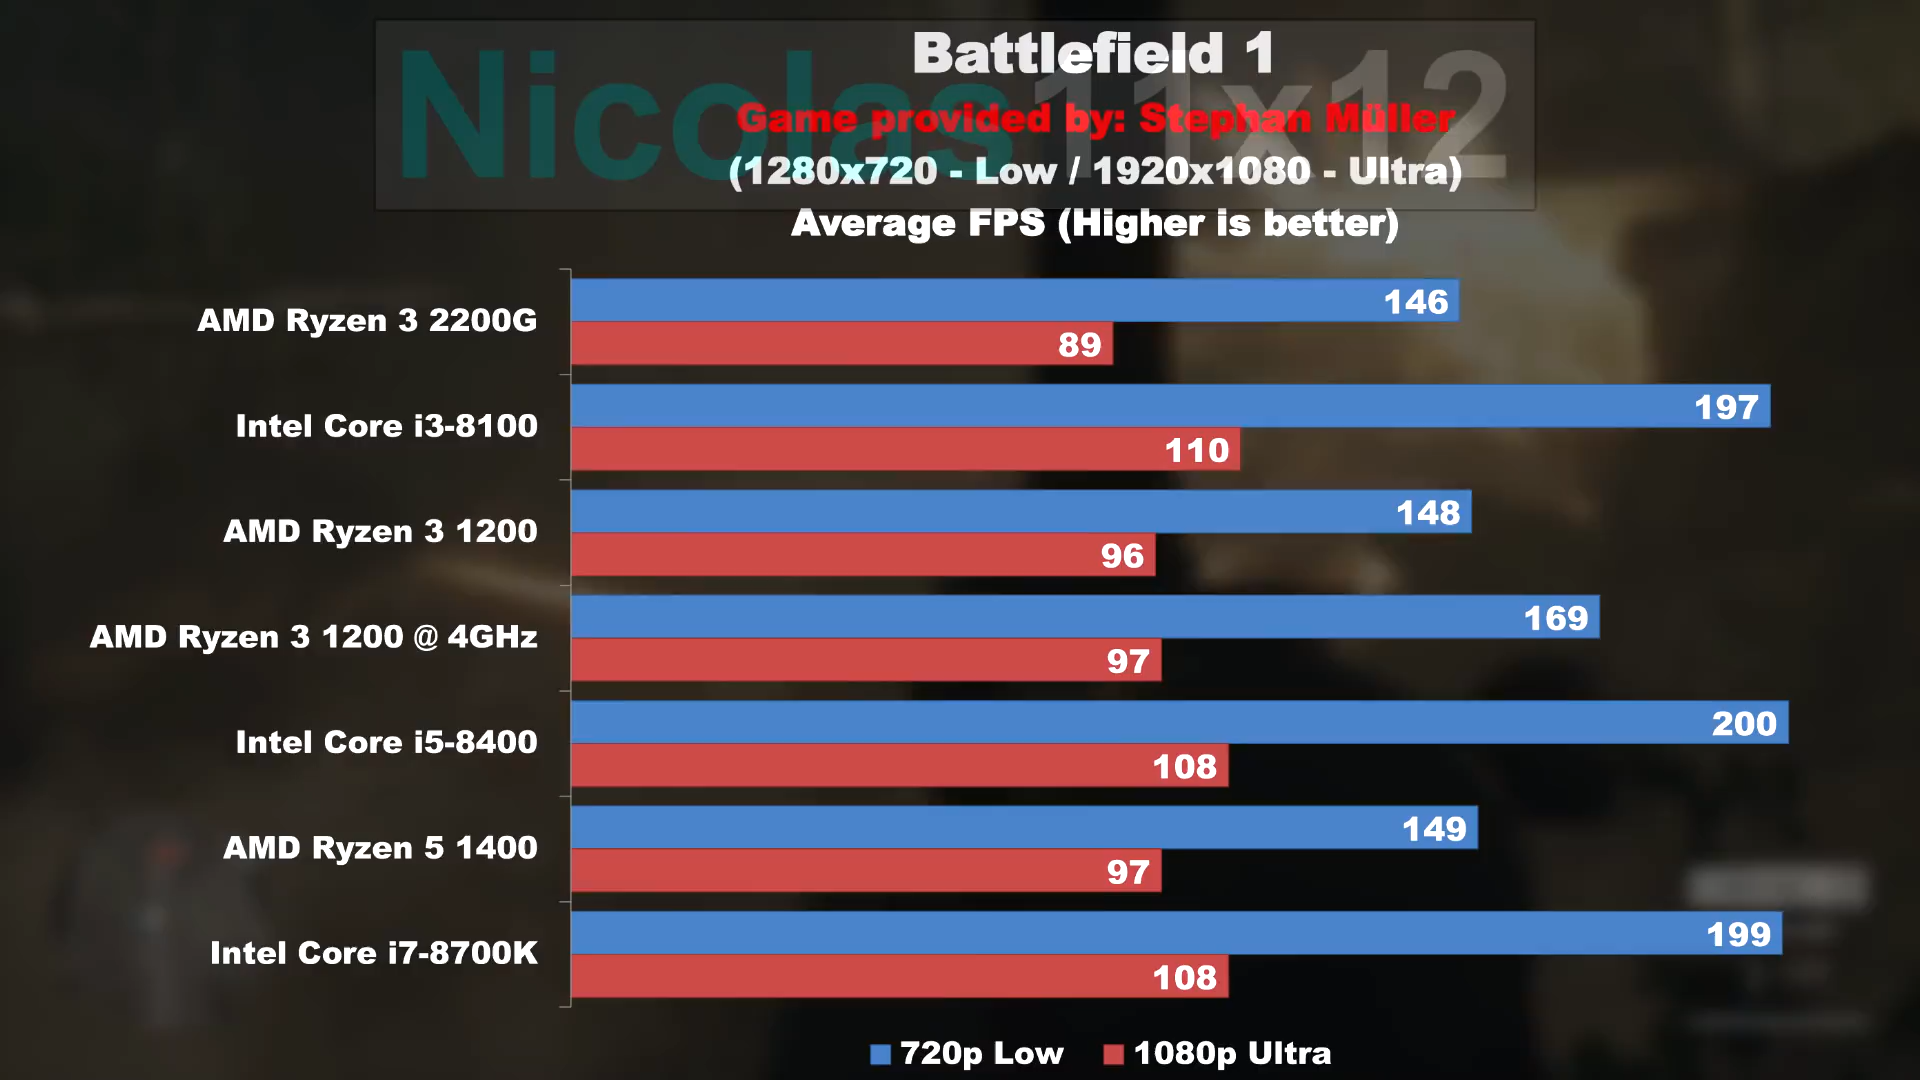 Nicolas11x12
Battlefield 1
Game provided by: Stephan Müller
(1280x720 - Low / 1920x1080 - Ultra)
Average FPS (Higher is better)
AMD Ryzen 3 2200G
146
89
Intel Core i3-8100
197
110
AMD Ryzen 3 1200
148
96
AMD Ryzen 3 1200 @ 4GHz
169
97
Intel Core i5-8400
200
108
AMD Ryzen 5 1400
149
97
Intel Core i7-8700K
199
108
720p Low 1080p Ultra